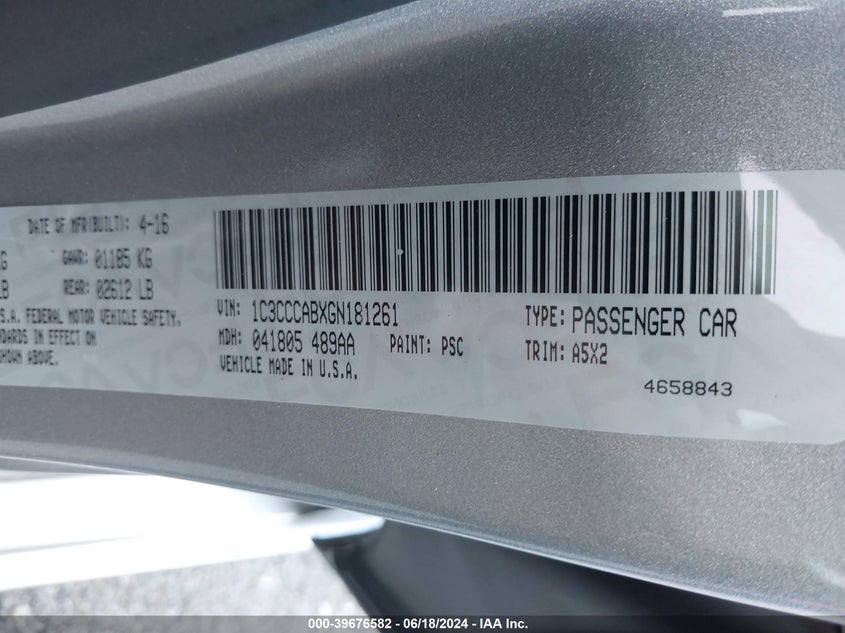 DATE OF MFR(BUILT): 4-16
G GAWR: 01185 KG
B REAR: 02612 LB
S.A. FEDERAL MOTOR VEHICLE SAFETY,
NDARDS IN EFFECT ON
SHOWN ABOVE.
VIN: 1C3CCCABXGN181261
MDH: 041805 489AA PAINT: PSC
VEHICLE MADE IN U.S.A.
TYPE: PASSENGER CAR
TRIM: A5X2
4658843
000-39676582 - 06/18/2024 - IAA Inc.